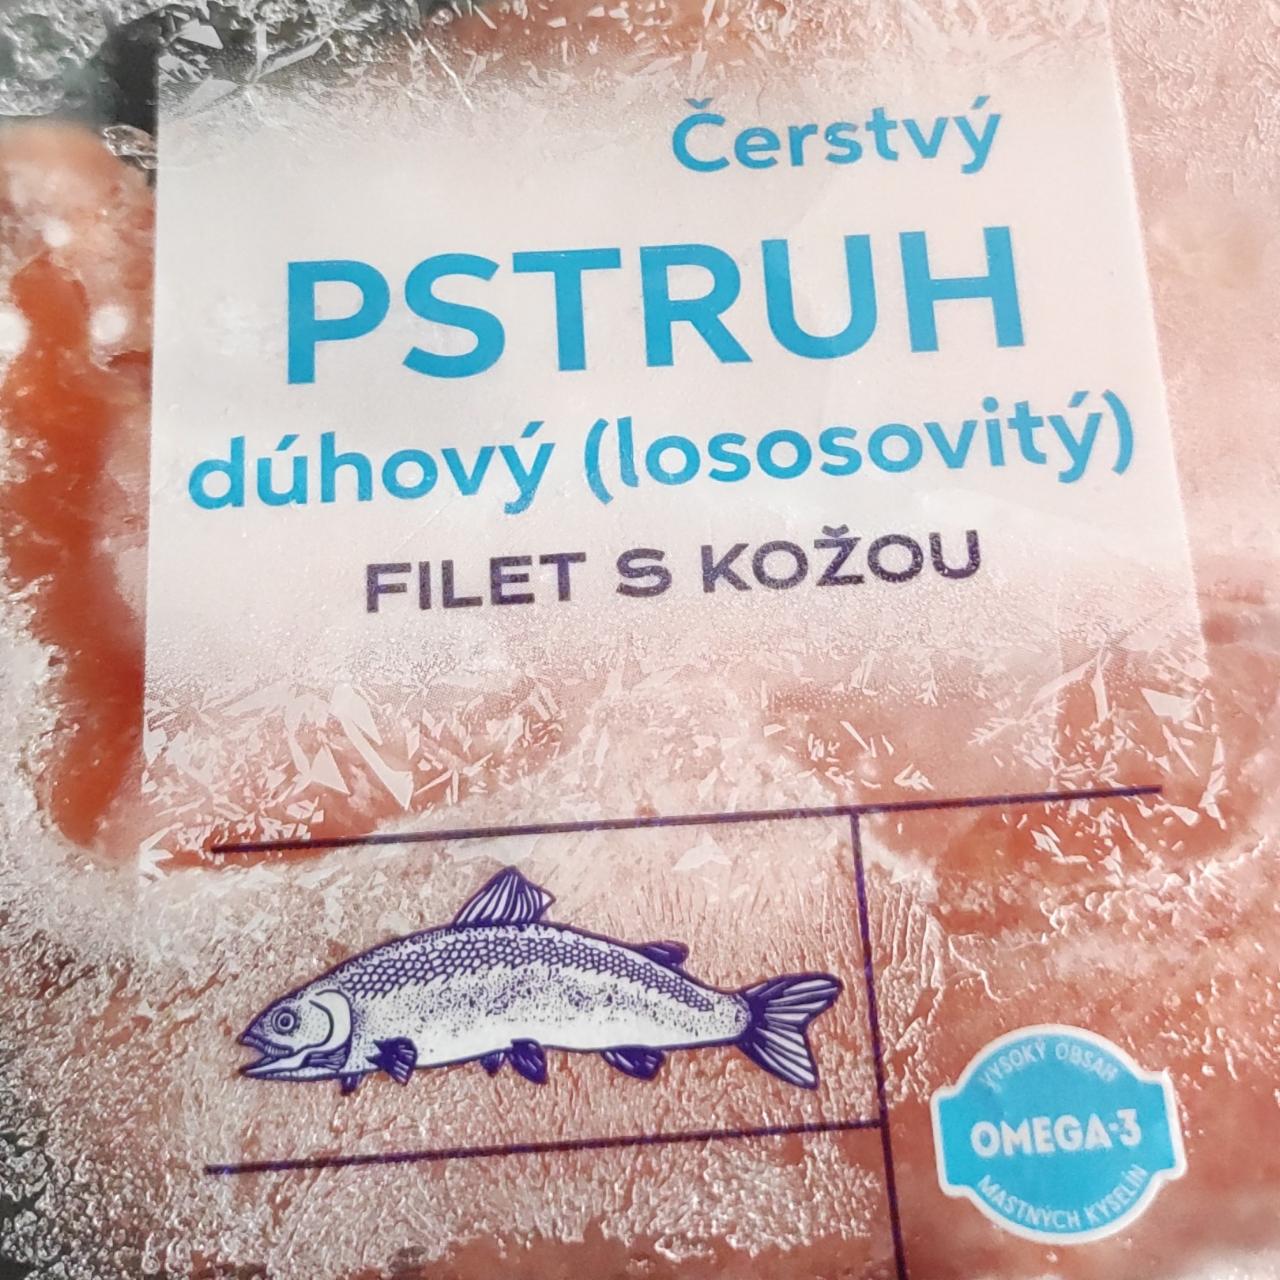 Čerstvý
PSTRUH
dúhový (lososovitý)
FILET S KOŽOU
VYSOKÝ OBSAH
OMEGA-3
MASTNÝCH KYSELÍN